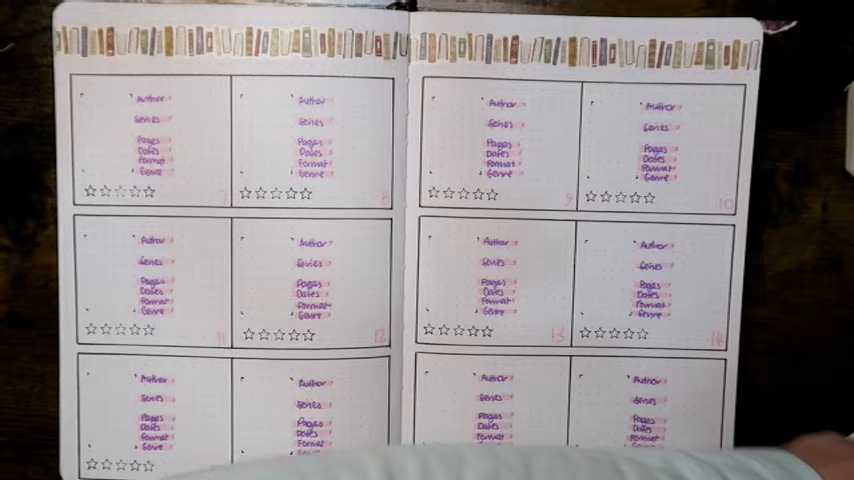 Author
Series
Pages
Dates
Format
Genre
7
Author
Series
Pages
Dates
Format
Genre
8
Author
Series
Pages
Dates
Format
Genre
9
Author
Series
Pages
Dates
Format
Genre
10
Author
Series
Pages
Dates
Format
Genre
11
Author
Series
Pages
Dates
Format
Genre
12
Author
Series
Pages
Dates
Format
Genre
13
Author
Series
Pages
Dates
Format
Genre
14
Author
Series
Pages
Dates
Format
Genre
Author
Series
Pages
Dates
Format
Author
Series
Pages
Dates
Format
Author
Series
Pages
Dates
Format